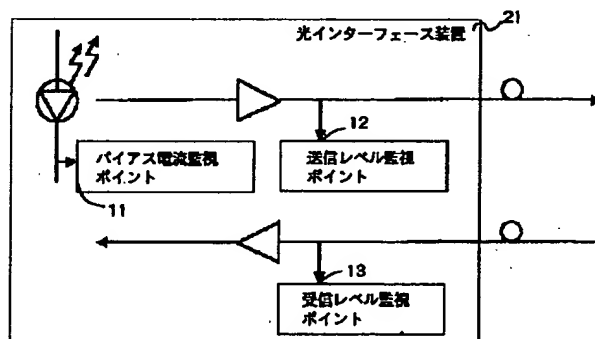 光インターフェース装置
21
12
バイアス電流監視
ポイント
送信レベル監視
ポイント
11
13
受信レベル監視
ポイント